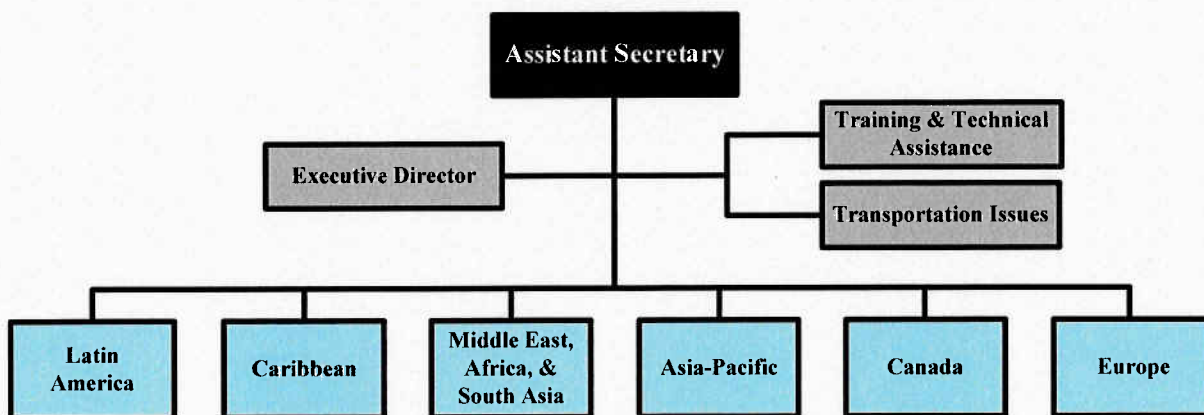 Assistant Secretary
Training & Technical
Assistance
Executive Director
Transportation Issues
Latin
America
Caribbean
Middle East,
Africa, &
South Asia
Asia-Pacific
Canada
Europe